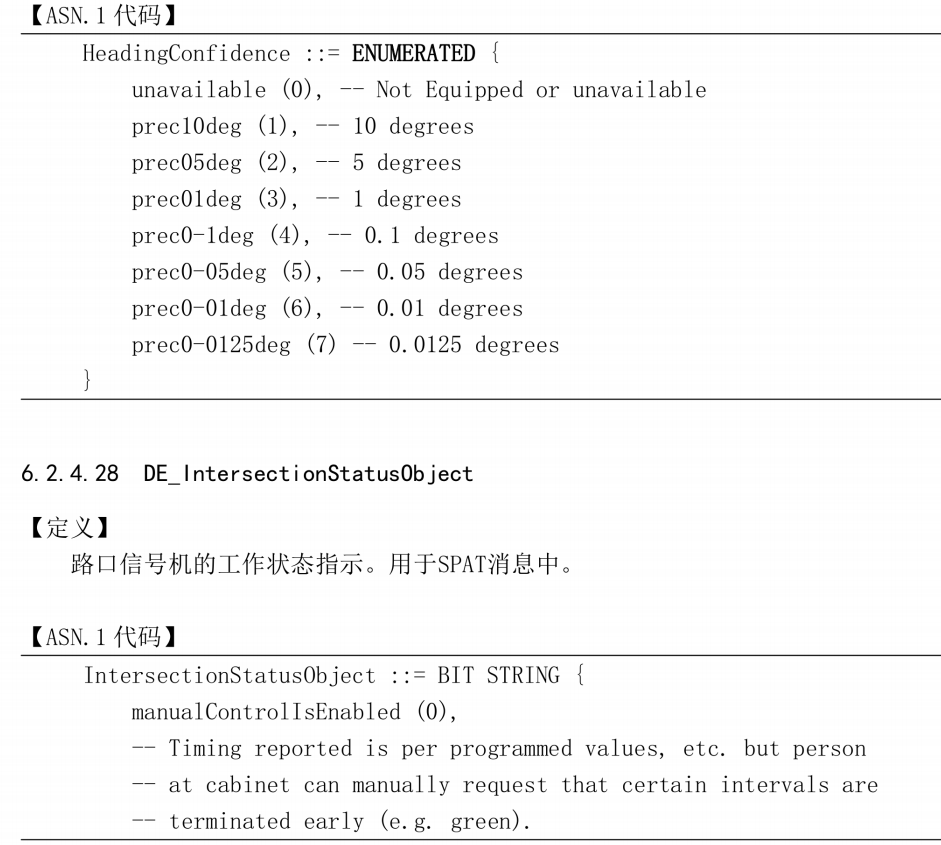 【ASN.1代码】
HeadingConfidence ::= ENUMERATED {
unavailable (0), -- Not Equipped or unavailable
prec10deg (1), -- 10 degrees
prec05deg (2), -- 5 degrees
prec01deg (3), -- 1 degrees
prec0-1deg (4), -- 0.1 degrees
prec0-05deg (5), -- 0.05 degrees
prec0-01deg (6), -- 0.01 degrees
prec0-0125deg (7) -- 0.0125 degrees
}
6.2.4.28 DE_IntersectionStatusObject
【定义】
路口信号机的工作状态指示。用于SPAT消息中。
【ASN.1代码】
IntersectionStatusObject ::= BIT STRING {
manualControlIsEnabled (0),
-- Timing reported is per programmed values, etc. but person
-- at cabinet can manually request that certain intervals are
-- terminated early (e.g. green).